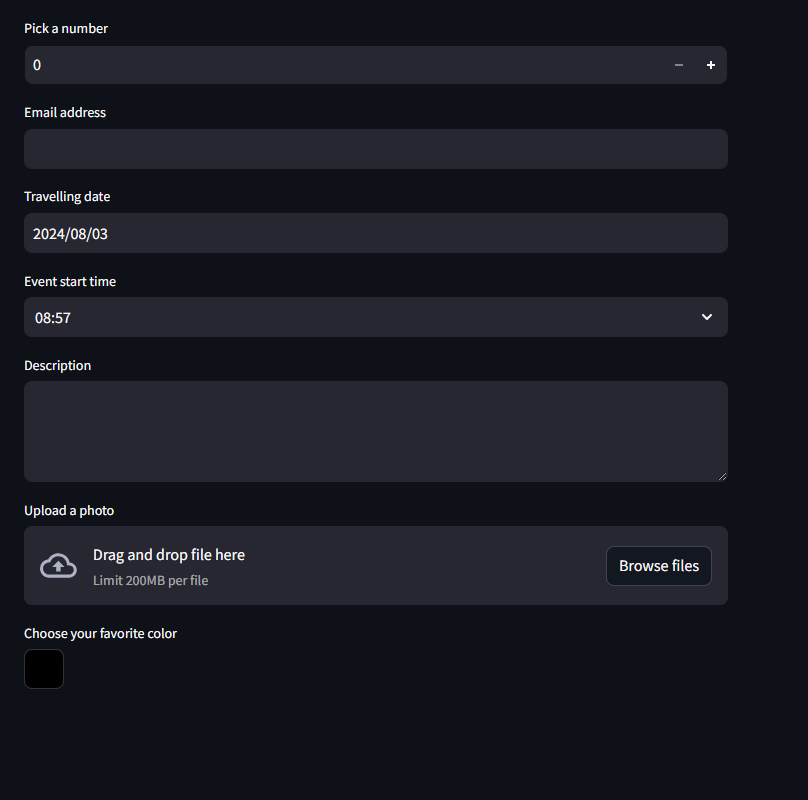 Pick a number
0
Email address
Travelling date
2024/08/03
Event start time
08:57
Description
Upload a photo
Drag and drop file here
Limit 200MB per file
Browse files
Choose your favorite color